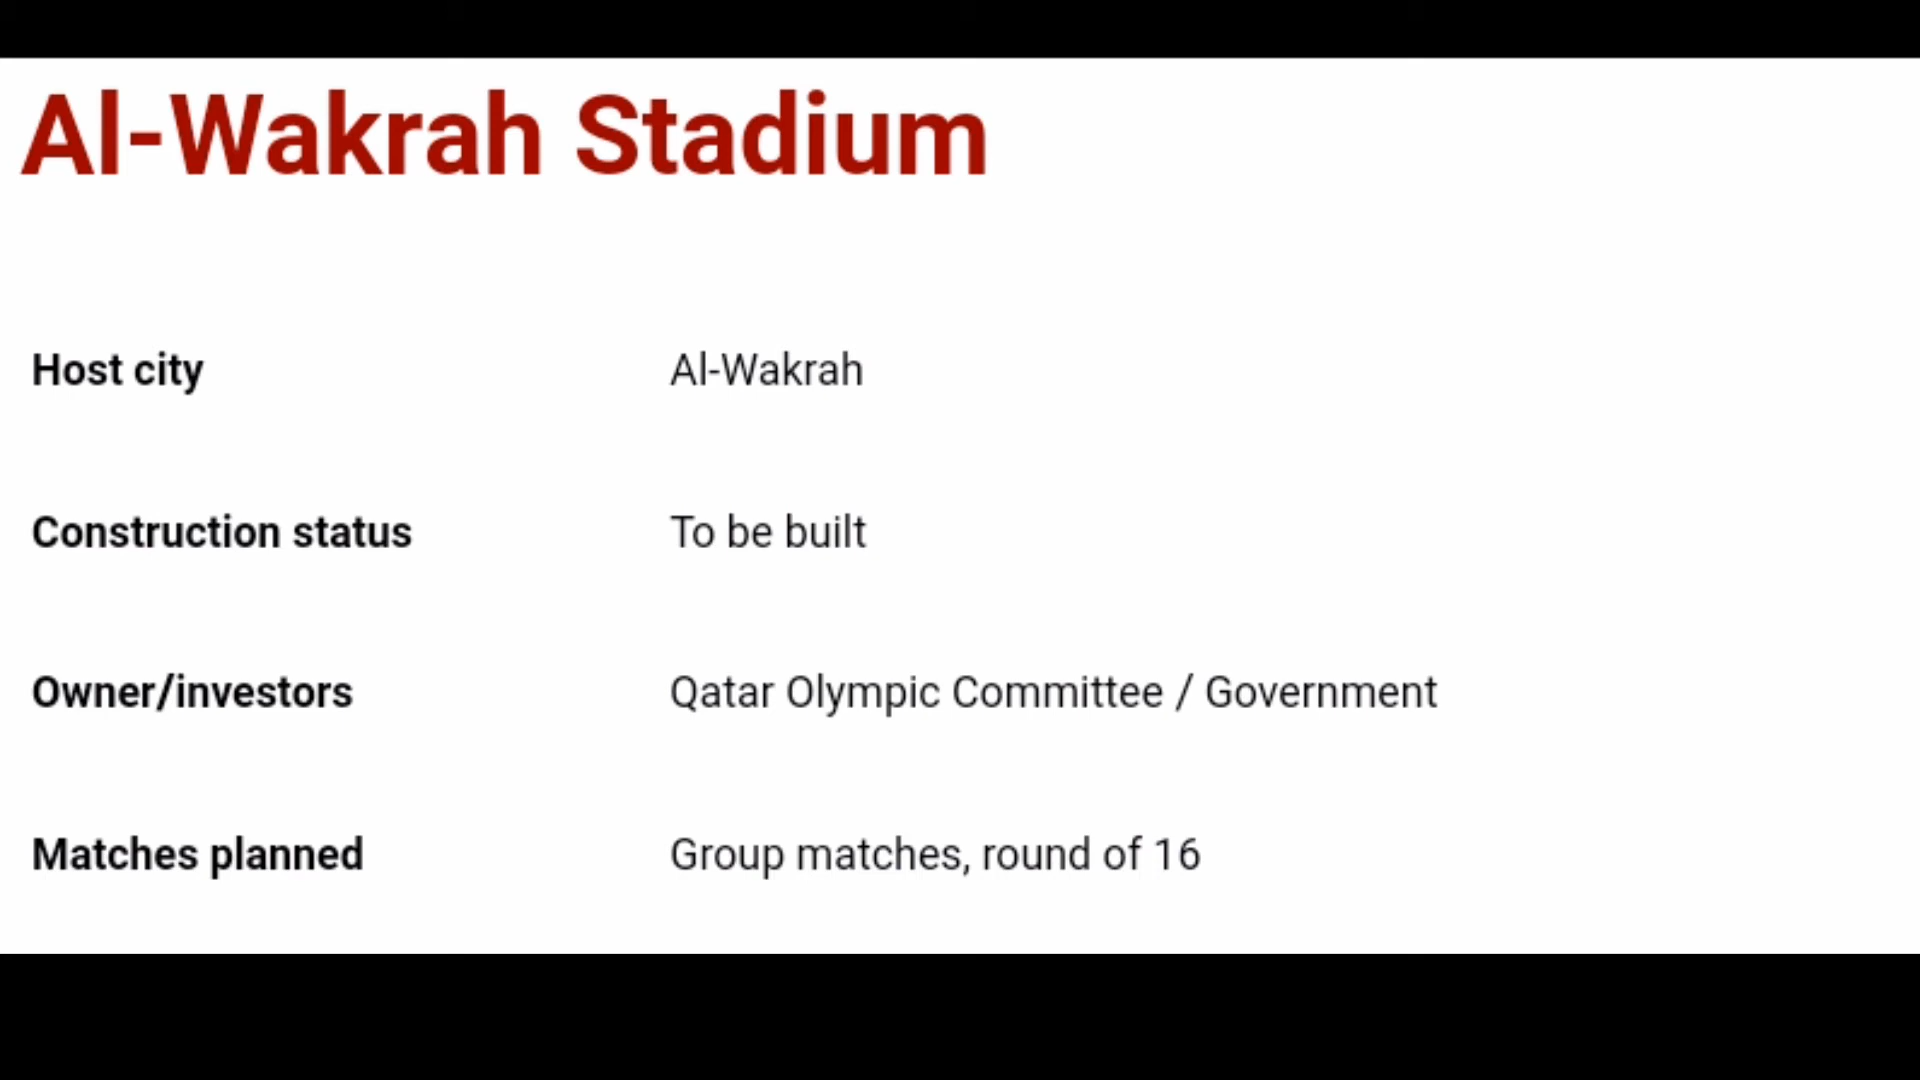 Al-Wakrah Stadium
Host city Al-Wakrah
Construction status To be built
Owner/investors Qatar Olympic Committee / Government
Matches planned Group matches, round of 16